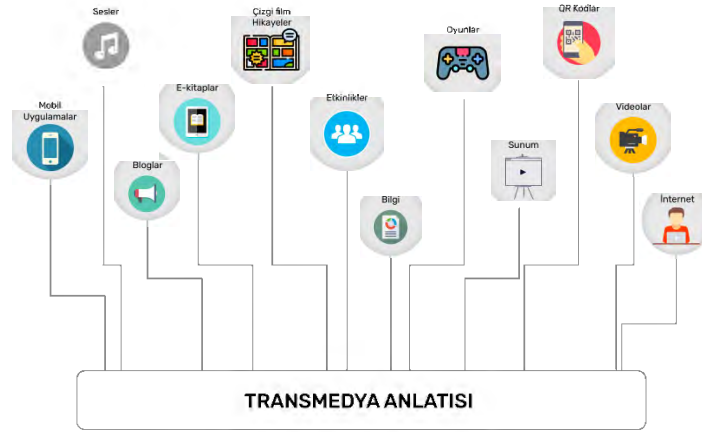 Sesler
Çizgi film
Hikayeler
Oyunlar
QR Kodlar
Mobil
Uygulamalar
E-kitaplar
Etkinlikler
Videolar
Bloglar
Sunum
Bilgi
İnternet
TRANSMEDYA ANLATISI